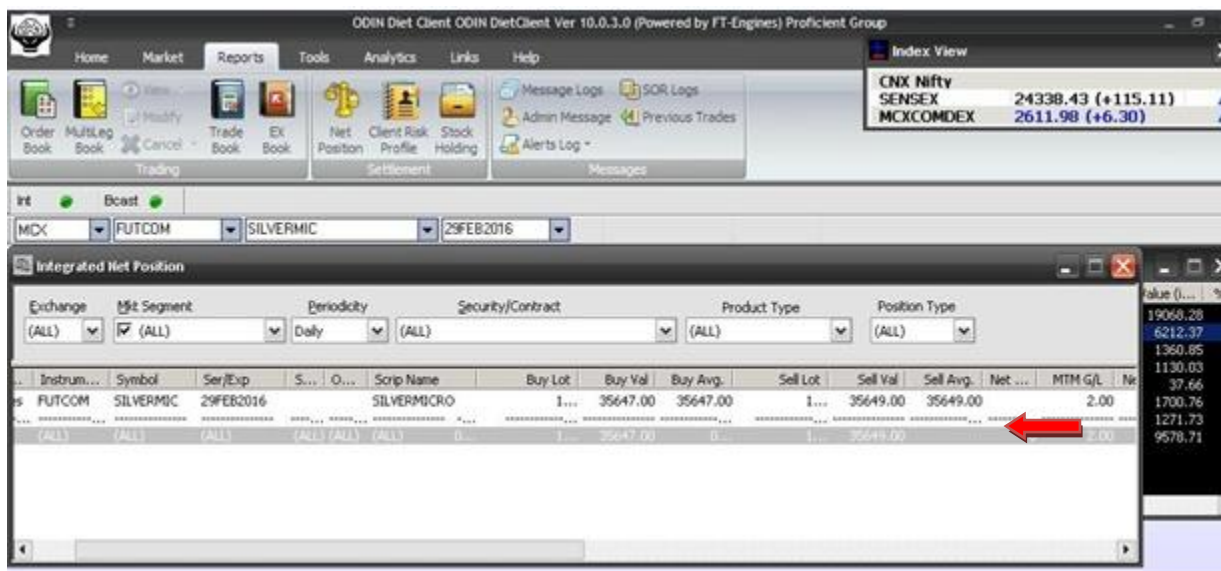 ODIN Diet Client ODIN DietClient Ver 10.0.3.0 (Powered by FT-Engines) Proficient Group
Home Market Reports Tools Analytics Links Help
Index View
CNX Nifty
SENSEX 24338.43 (+115.11)
MCXCOMDEX 2611.98 (+6.30)
Order Book
MultiLeg Book
View
Modify
Cancel
Trade Book
Ex Book
Net Position
Client Risk Profile
Stock Holding
Message Logs
SOR Logs
Admin Message
Previous Trades
Alerts Log
Trading Settlement Messages
Int Bcast
MCX FUTCOM SILVERMIC 29FEB2016
Integrated Net Position
Exchange Mkt Segment Periodicity Security/Contract Product Type Position Type
(ALL) (ALL) Daily (ALL) (ALL) (ALL)
Instrum... Symbol Ser/Exp S... O... Scrip Name Buy Lot Buy Val Buy Avg. Sell Lot Sell Val Sell Avg. Net ... MTM G/L
FUTCOM SILVERMIC 29FEB2016 SILVERMICRO 1... 35647.00 35647.00 1... 35649.00 35649.00 2.00
(ALL) (ALL) (ALL) (ALL) (ALL) (ALL) 0... 1... 35647.00 0... 1... 35649.00 2.00
19068.28
6212.37
1360.85
1130.03
37.66
1700.76
1271.73
9578.71